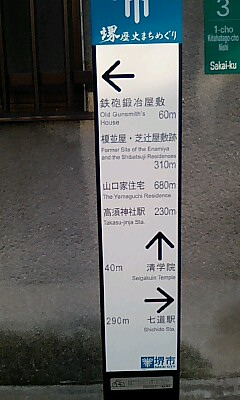 堺歴史まちめぐり
鉄砲鍛冶屋敷
Old Gunsmith's 60m
House
榎並屋・芝辻屋敷跡
Former Site of the Enamiya
and the Shibatsuji Residences
310m
山口家住宅 680m
The Yamaguchi Residence
高須神社駅 230m
Takasu-jinja Sta.
40m 清学院
Seigakuin Temple
290m 七道駅
Shichido Sta.
堺市
3
1-cho
Kitahatago-cho
Nishi
Sakai-ku